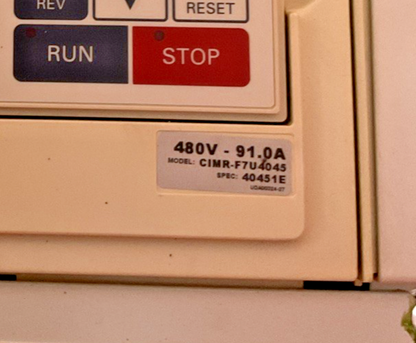 REV
RESET
RUN
STOP
480V - 91.0A
MODEL: CIMR-F7U4045
SPEC: 40451E